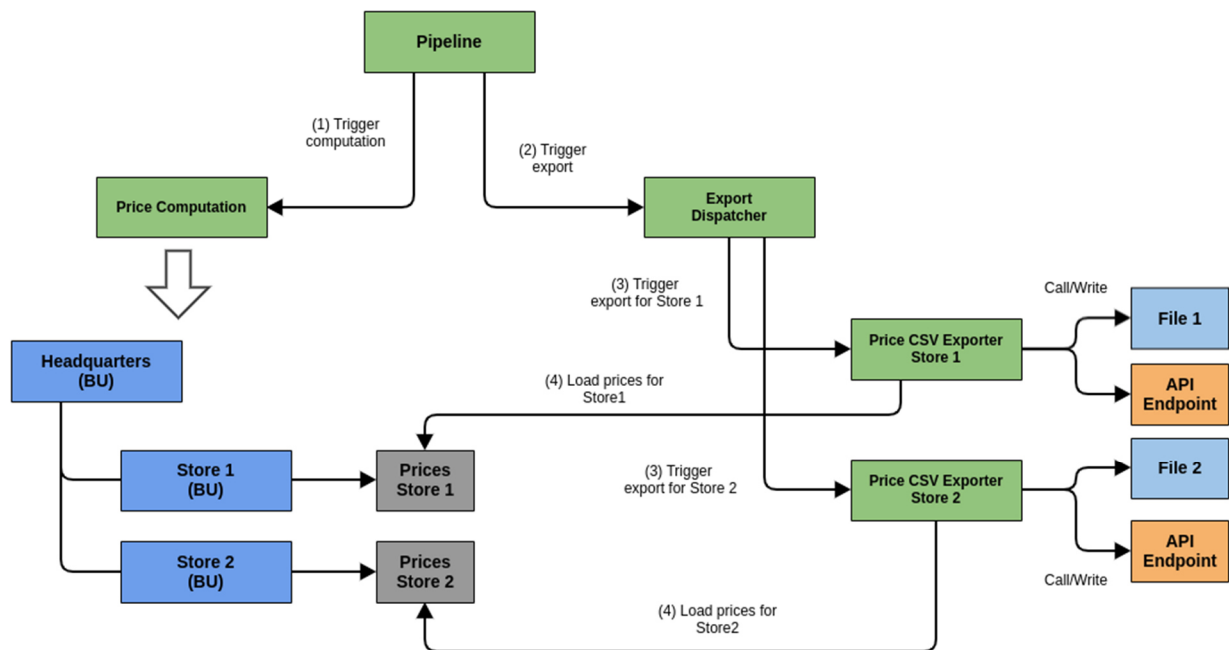 Pipeline
(1) Trigger
computation
(2) Trigger
export
Price Computation
Export
Dispatcher
(3) Trigger
export for Store 1
Call/Write
File 1
Price CSV Exporter
Store 1
Headquarters
(BU)
(4) Load prices for
Store1
API
Endpoint
Store 1
(BU)
Prices
Store 1
(3) Trigger
export for Store 2
Price CSV Exporter
Store 2
File 2
Store 2
(BU)
Prices
Store 2
API
Endpoint
Call/Write
(4) Load prices for
Store2